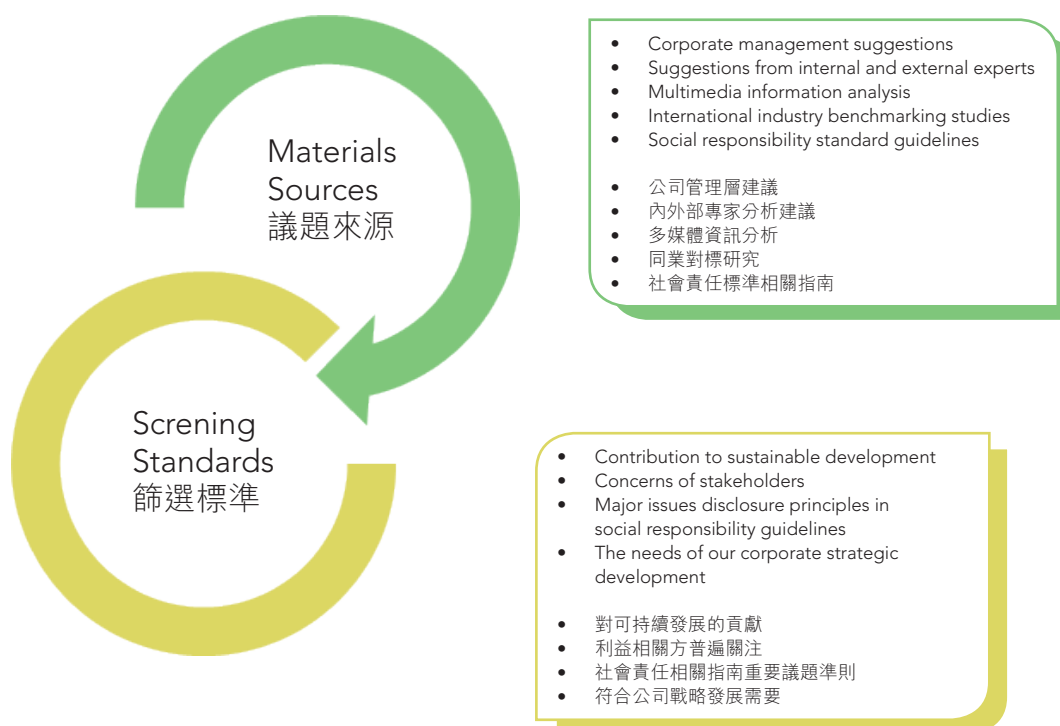 Materials
Sources
議題來源
• Corporate management suggestions
• Suggestions from internal and external experts
• Multimedia information analysis
• International industry benchmarking studies
• Social responsibility standard guidelines
• 公司管理層建議
• 內外部專家分析建議
• 多媒體資訊分析
• 同業對標研究
• 社會責任標準相關指南
Screning
Standards
篩選標準
• Contribution to sustainable development
• Concerns of stakeholders
• Major issues disclosure principles in
social responsibility guidelines
• The needs of our corporate strategic
development
• 對可持續發展的貢獻
• 利益相關方普遍關注
• 社會責任相關指南重要議題準則
• 符合公司戰略發展需要